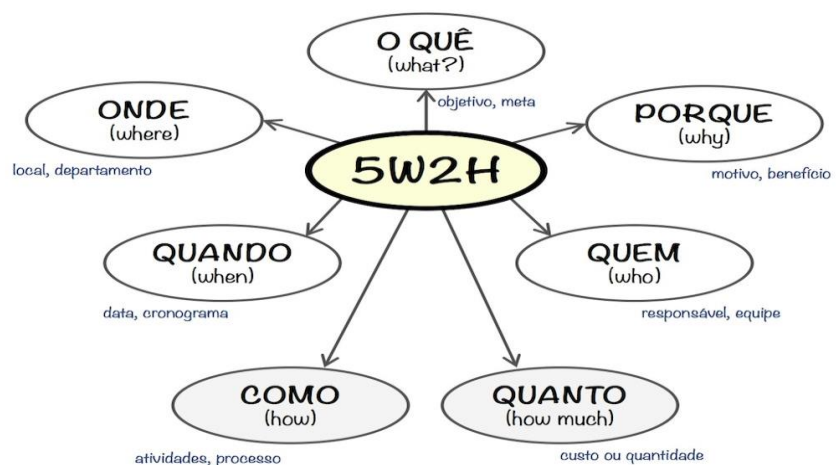 O QUÊ
(what?)
objetivo, meta
ONDE
(where)
local, departamento
PORQUE
(why)
motivo, benefício
5W2H
QUANDO
(when)
data, cronograma
QUEM
(who)
responsável, equipe
COMO
(how)
atividades, processo
QUANTO
(how much)
custo ou quantidade